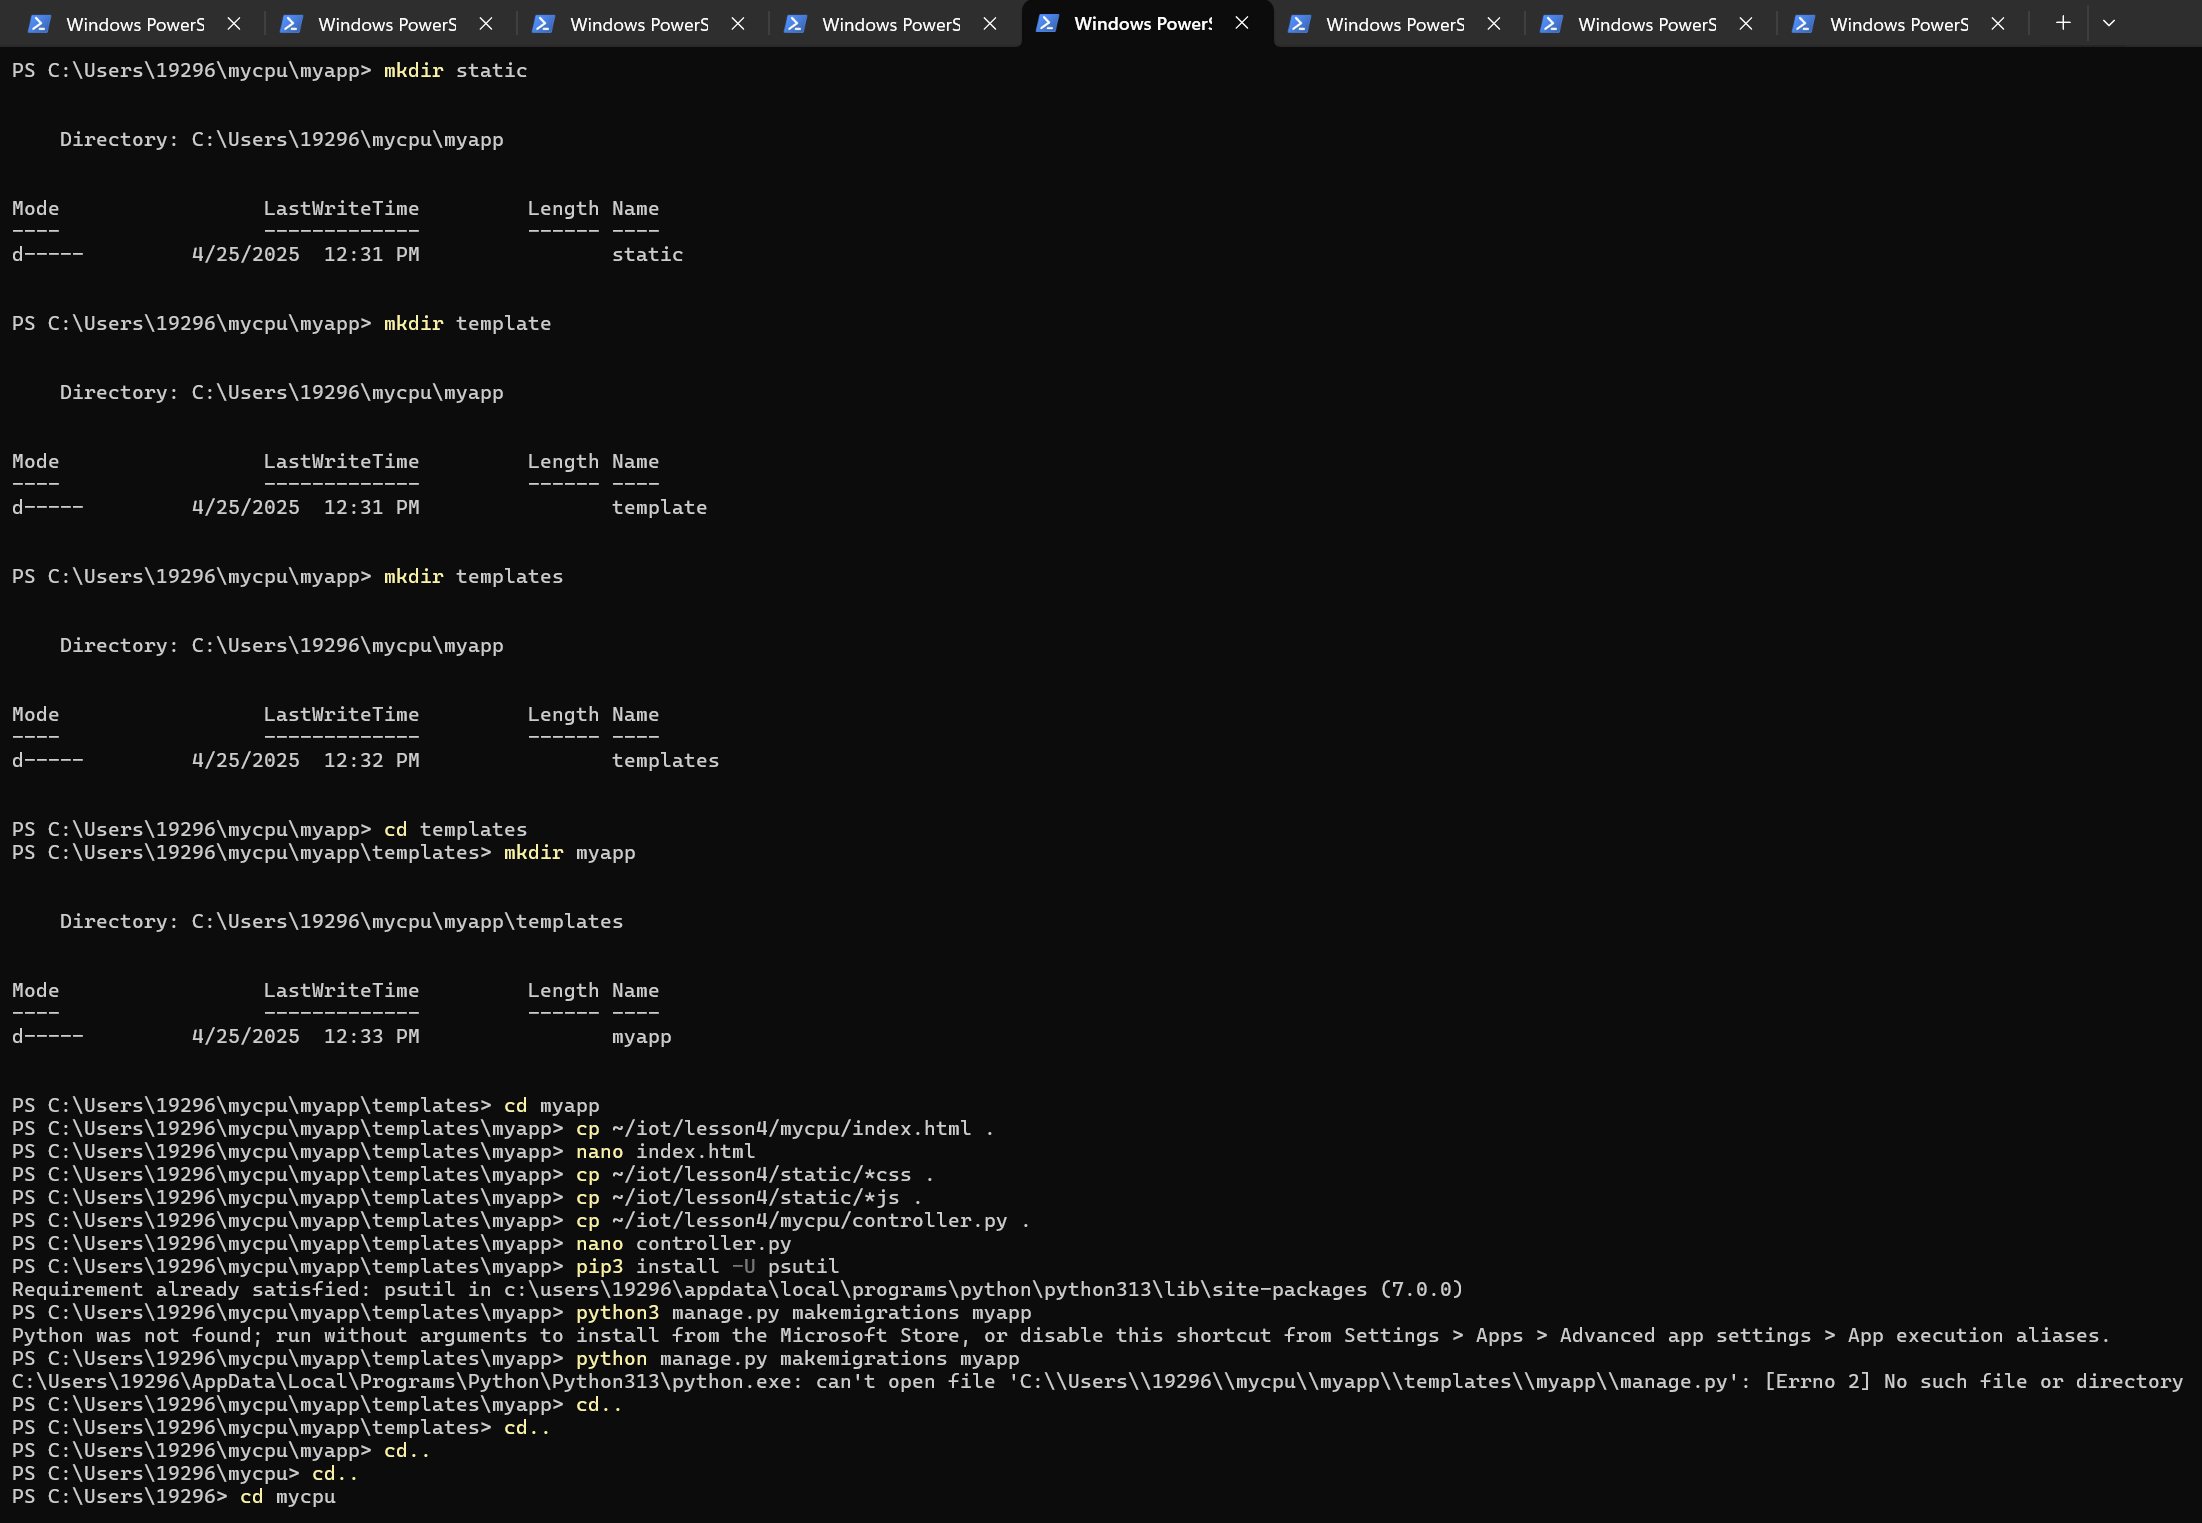 Windows PowerS Windows PowerS Windows PowerS Windows PowerS Windows PowerS Windows PowerS Windows PowerS Windows PowerS
PS C:\Users\19296\mycpu\myapp> mkdir static
    Directory: C:\Users\19296\mycpu\myapp
Mode                 LastWriteTime         Length Name
----                 -------------         ------ ----
d-----         4/25/2025  12:31 PM                static
PS C:\Users\19296\mycpu\myapp> mkdir template
    Directory: C:\Users\19296\mycpu\myapp
Mode                 LastWriteTime         Length Name
----                 -------------         ------ ----
d-----         4/25/2025  12:31 PM                template
PS C:\Users\19296\mycpu\myapp> mkdir templates
    Directory: C:\Users\19296\mycpu\myapp
Mode                 LastWriteTime         Length Name
----                 -------------         ------ ----
d-----         4/25/2025  12:32 PM                templates
PS C:\Users\19296\mycpu\myapp> cd templates
PS C:\Users\19296\mycpu\myapp\templates> mkdir myapp
    Directory: C:\Users\19296\mycpu\myapp\templates
Mode                 LastWriteTime         Length Name
----                 -------------         ------ ----
d-----         4/25/2025  12:33 PM                myapp
PS C:\Users\19296\mycpu\myapp\templates> cd myapp
PS C:\Users\19296\mycpu\myapp\templates\myapp> cp ~/iot/lesson4/mycpu/index.html .
PS C:\Users\19296\mycpu\myapp\templates\myapp> nano index.html
PS C:\Users\19296\mycpu\myapp\templates\myapp> cp ~/iot/lesson4/static/*css .
PS C:\Users\19296\mycpu\myapp\templates\myapp> cp ~/iot/lesson4/static/*js .
PS C:\Users\19296\mycpu\myapp\templates\myapp> cp ~/iot/lesson4/mycpu/controller.py .
PS C:\Users\19296\mycpu\myapp\templates\myapp> nano controller.py
PS C:\Users\19296\mycpu\myapp\templates\myapp> pip3 install -U psutil
Requirement already satisfied: psutil in c:\users\19296\appdata\local\programs\python\python313\lib\site-packages (7.0.0)
PS C:\Users\19296\mycpu\myapp\templates\myapp> python3 manage.py makemigrations myapp
Python was not found; run without arguments to install from the Microsoft Store, or disable this shortcut from Settings > Apps > Advanced app settings > App execution aliases.
PS C:\Users\19296\mycpu\myapp\templates\myapp> python manage.py makemigrations myapp
C:\Users\19296\AppData\Local\Programs\Python\Python313\python.exe: can't open file 'C:\\Users\\19296\\mycpu\\myapp\\templates\\myapp\\manage.py': [Errno 2] No such file or directory
PS C:\Users\19296\mycpu\myapp\templates\myapp> cd..
PS C:\Users\19296\mycpu\myapp\templates> cd..
PS C:\Users\19296\mycpu\myapp> cd..
PS C:\Users\19296\mycpu> cd..
PS C:\Users\19296> cd mycpu